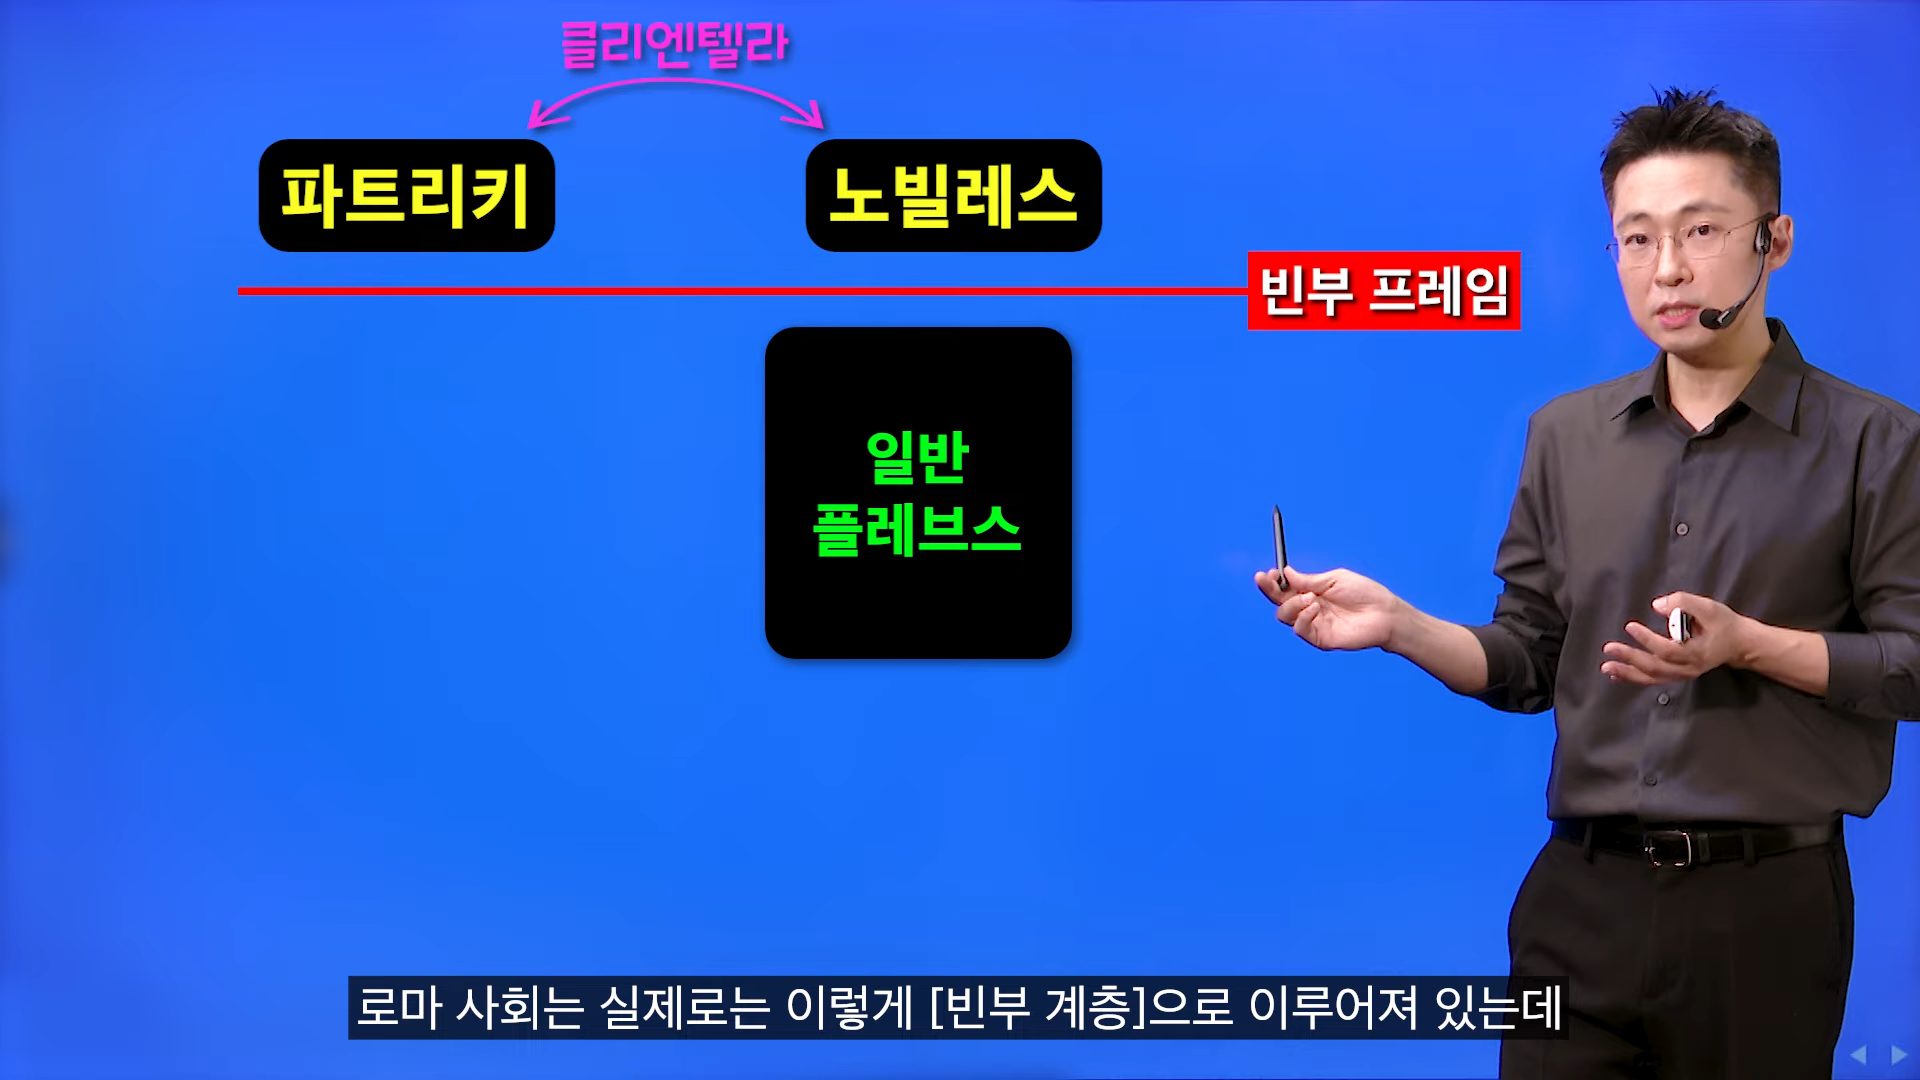 클리엔텔라
파트리키
노빌레스
빈부 프레임
일반
플레브스
로마 사회는 실제로는 이렇게 [빈부 계층]으로 이루어져 있는데